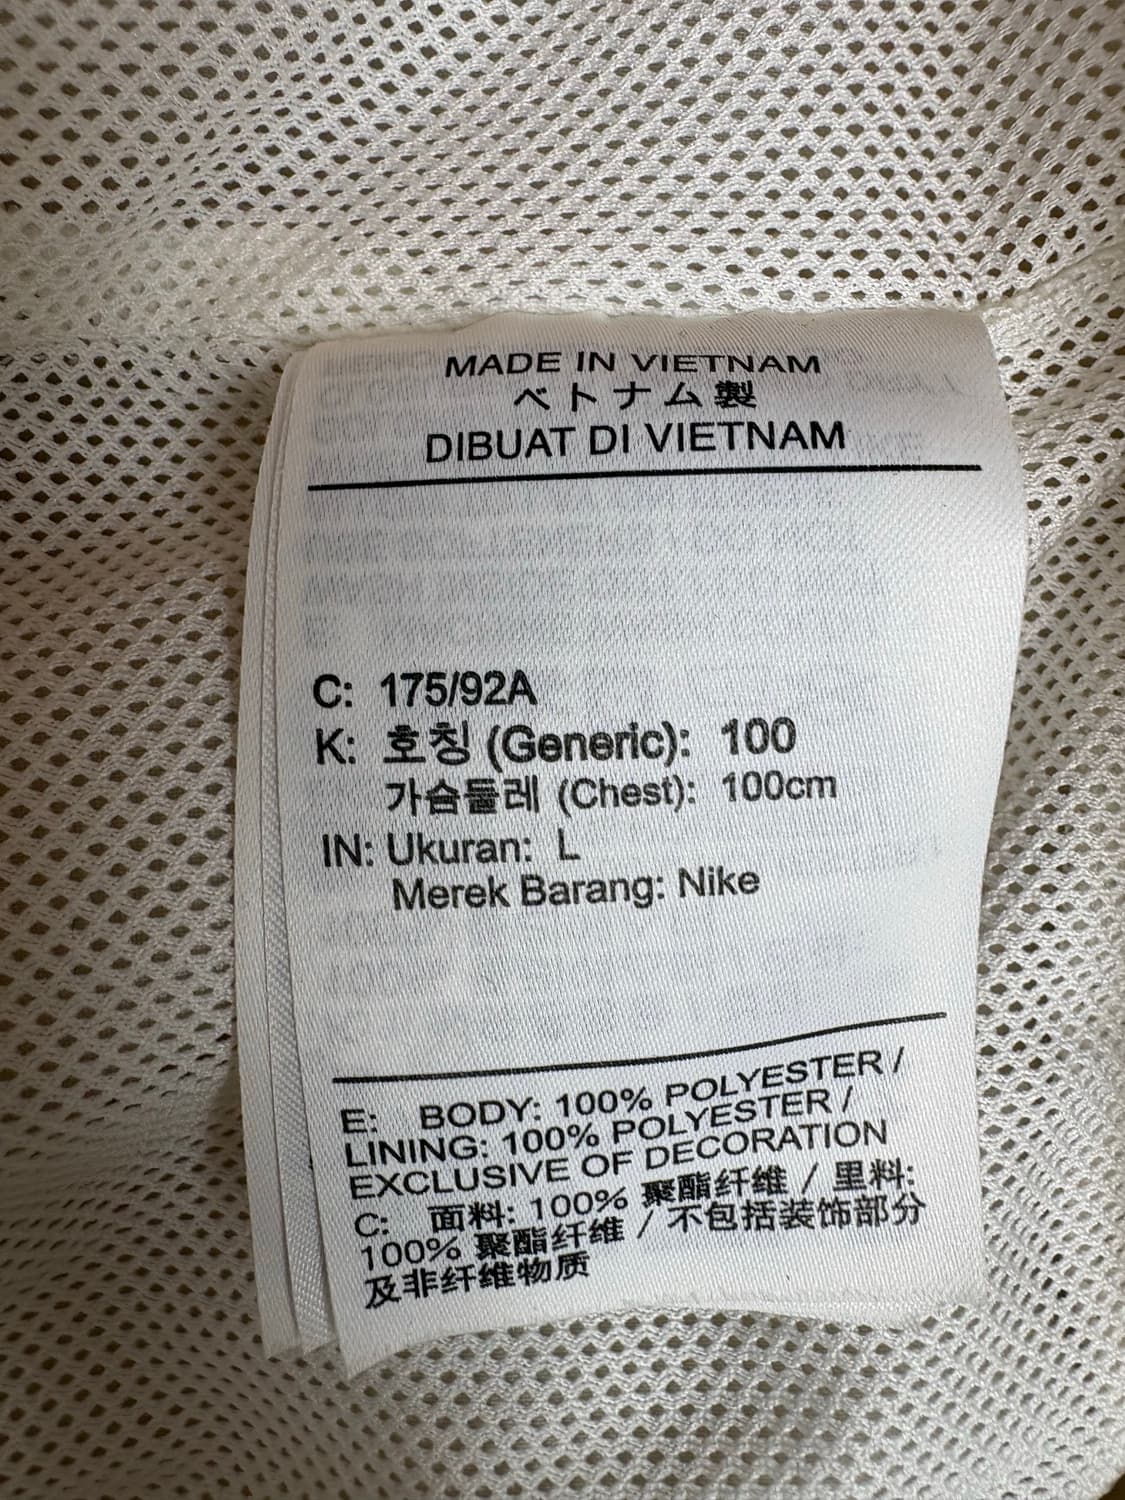 MADE IN VIETNAM
ベトナム製
DIBUAT DI VIETNAM
C: 175/92A
K: 호칭 (Generic): 100
가슴둘레 (Chest): 100cm
IN: Ukuran: L
Merek Barang: Nike
E: BODY: 100% POLYESTER /
LINING: 100% POLYESTER /
EXCLUSIVE OF DECORATION
C: 面料: 100% 聚酯纤维 / 里料:
100% 聚酯纤维 / 不包括装饰部分
及非纤维物质